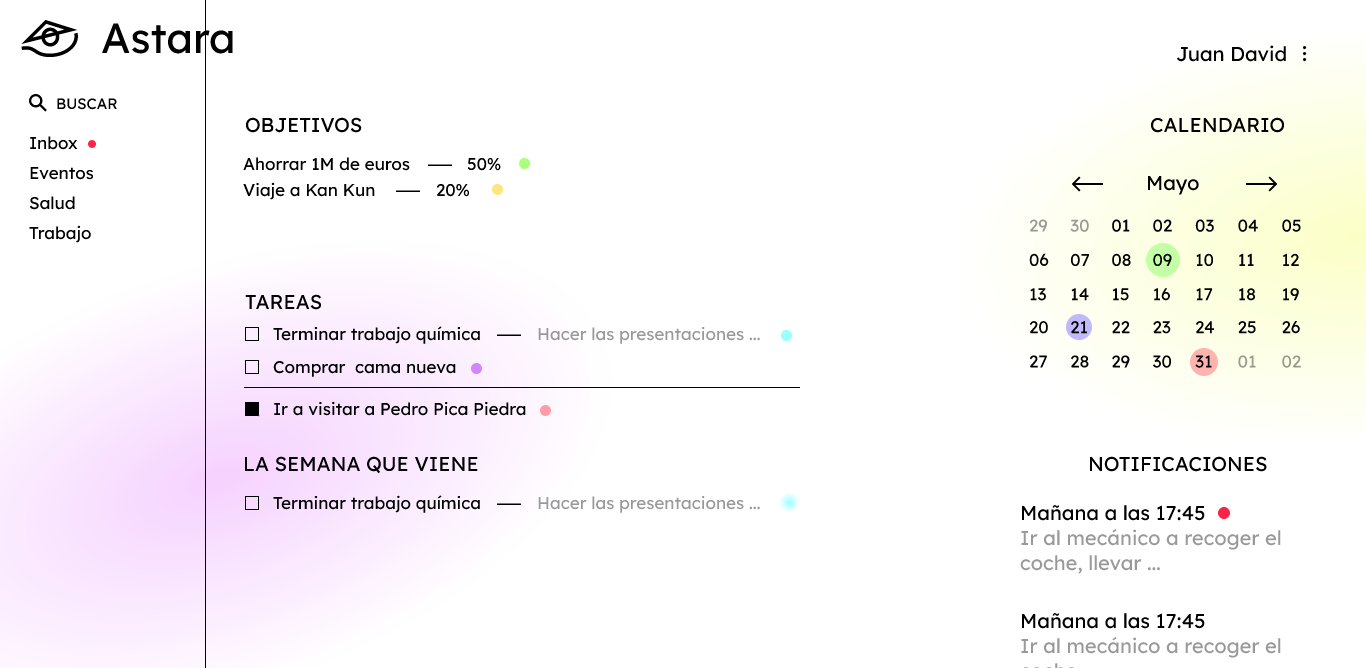 Astara
BUSCAR
Inbox
Eventos
Salud
Trabajo
Juan David
OBJETIVOS
Ahorrar 1M de euros — 50%
Viaje a Kan Kun — 20%
TAREAS
Terminar trabajo química — Hacer las presentaciones ...
Comprar cama nueva
Ir a visitar a Pedro Pica Piedra
LA SEMANA QUE VIENE
Terminar trabajo química — Hacer las presentaciones ...
CALENDARIO
← Mayo →
29 30 01 02 03 04 05
06 07 08 09 10 11 12
13 14 15 16 17 18 19
20 21 22 23 24 25 26
27 28 29 30 31 01 02
NOTIFICACIONES
Mañana a las 17:45
Ir al mecánico a recoger el
coche, llevar ...
Mañana a las 17:45
Ir al mecánico a recoger el